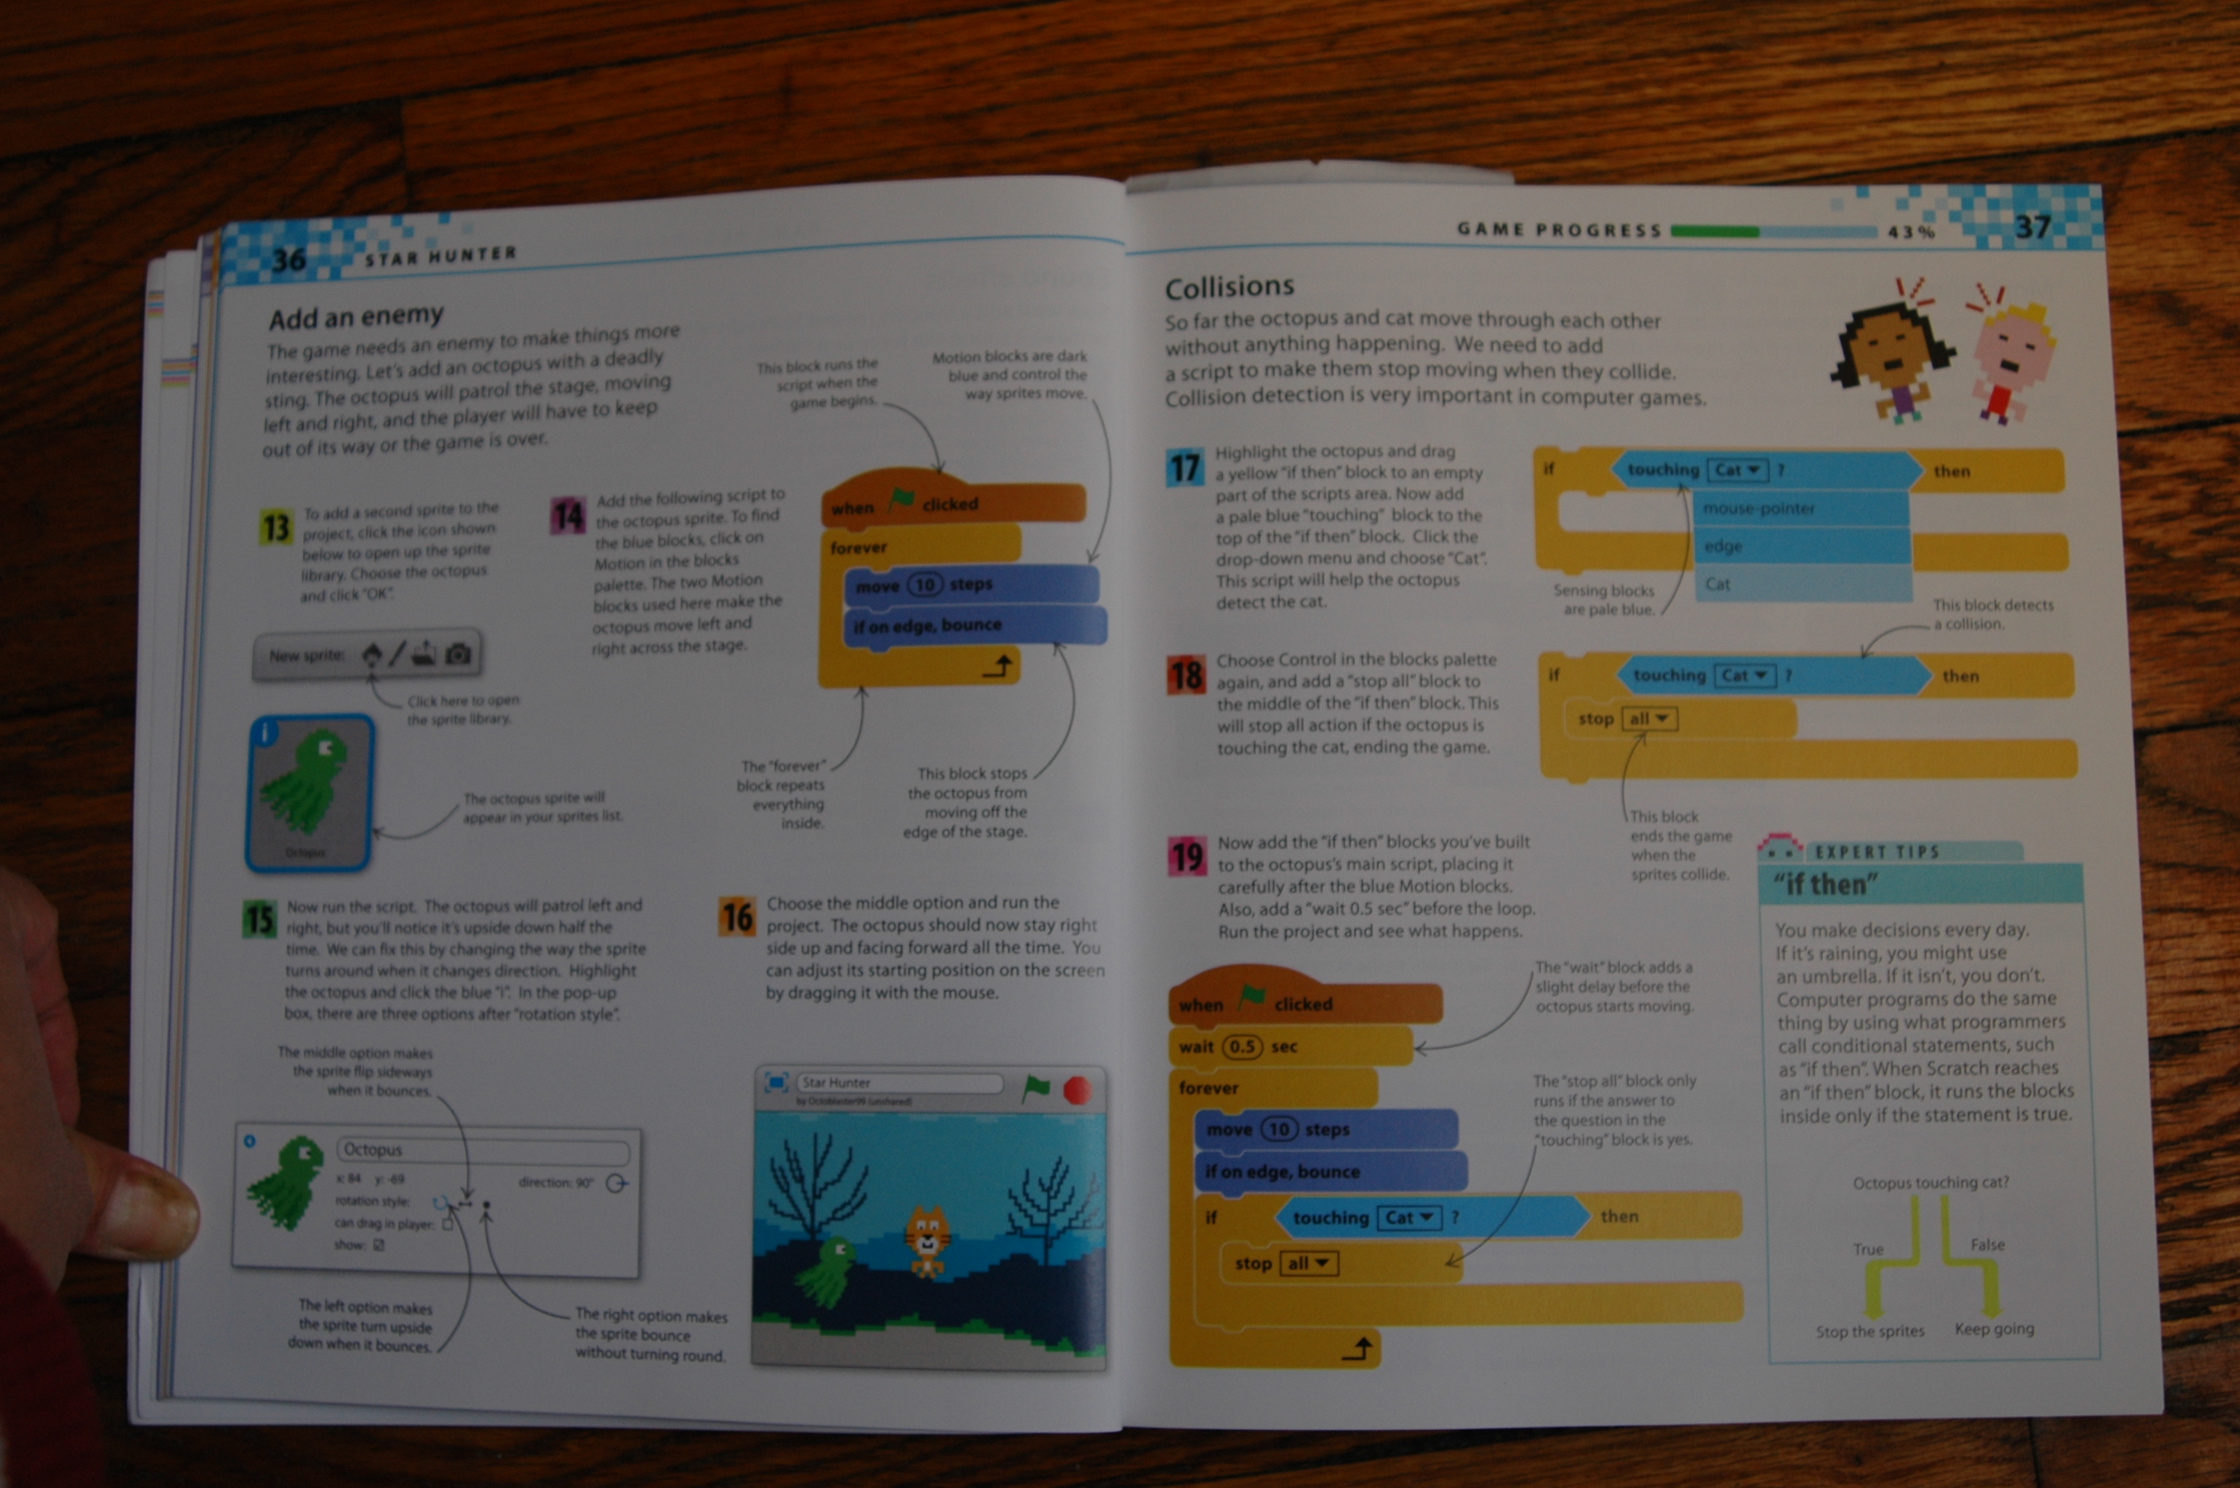 36
STAR HUNTER
Add an enemy
The game needs an enemy to make things more
interesting. Let's add an octopus with a deadly
sting. The octopus will patrol the stage, moving
left and right, and the player will have to keep
out of its way or the game is over.
13
To add a second sprite to the
project, click the icon shown
below to open up the sprite
library. Choose the octopus
and click "OK".
New sprite:
Click here to open
the sprite library.
i
Octopus
The octopus sprite will
appear in your sprites list.
14
Add the following script to
the octopus sprite. To find
the blue blocks, click on
Motion in the blocks
palette. The two Motion
blocks used here make the
octopus move left and
right across the stage.
This block runs the
script when the
game begins.
Motion blocks are dark
blue and control the
way sprites move.
when clicked
forever
move 10 steps
if on edge, bounce
The "forever"
block repeats
everything
inside.
This block stops
the octopus from
moving off the
edge of the stage.
15
Now run the script. The octopus will patrol left and
right, but you'll notice it's upside down half the
time. We can fix this by changing the way the sprite
turns around when it changes direction. Highlight
the octopus and click the blue "i". In the pop-up
box, there are three options after "rotation style".
The middle option makes
the sprite flip sideways
when it bounces.
Octopus
x: 84 y: -69 direction: 90°
rotation style:
can drag in player:
show:
The left option makes
the sprite turn upside
down when it bounces.
The right option makes
the sprite bounce
without turning round.
16
Choose the middle option and run the
project. The octopus should now stay right
side up and facing forward all the time. You
can adjust its starting position on the screen
by dragging it with the mouse.
Star Hunter
by Octoblaster99 (unshared)
GAME PROGRESS 43%
37
Collisions
So far the octopus and cat move through each other
without anything happening. We need to add
a script to make them stop moving when they collide.
Collision detection is very important in computer games.
17
Highlight the octopus and drag
a yellow "if then" block to an empty
part of the scripts area. Now add
a pale blue "touching" block to the
top of the "if then" block. Click the
drop-down menu and choose "Cat".
This script will help the octopus
detect the cat.
if touching Cat ? then
mouse-pointer
edge
Cat
Sensing blocks
are pale blue.
This block detects
a collision.
18
Choose Control in the blocks palette
again, and add a "stop all" block to
the middle of the "if then" block. This
will stop all action if the octopus is
touching the cat, ending the game.
if touching Cat ? then
stop all
This block
ends the game
when the
sprites collide.
19
Now add the "if then" blocks you've built
to the octopus's main script, placing it
carefully after the blue Motion blocks.
Also, add a "wait 0.5 sec" before the loop.
Run the project and see what happens.
when clicked
wait 0.5 sec
forever
move 10 steps
if on edge, bounce
if touching Cat ? then
stop all
The "wait" block adds a
slight delay before the
octopus starts moving.
The "stop all" block only
runs if the answer to
the question in the
"touching" block is yes.
EXPERT TIPS
"if then"
You make decisions every day.
If it's raining, you might use
an umbrella. If it isn't, you don't.
Computer programs do the same
thing by using what programmers
call conditional statements, such
as "if then". When Scratch reaches
an "if then" block, it runs the blocks
inside only if the statement is true.
Octopus touching cat?
True
False
Stop the sprites
Keep going